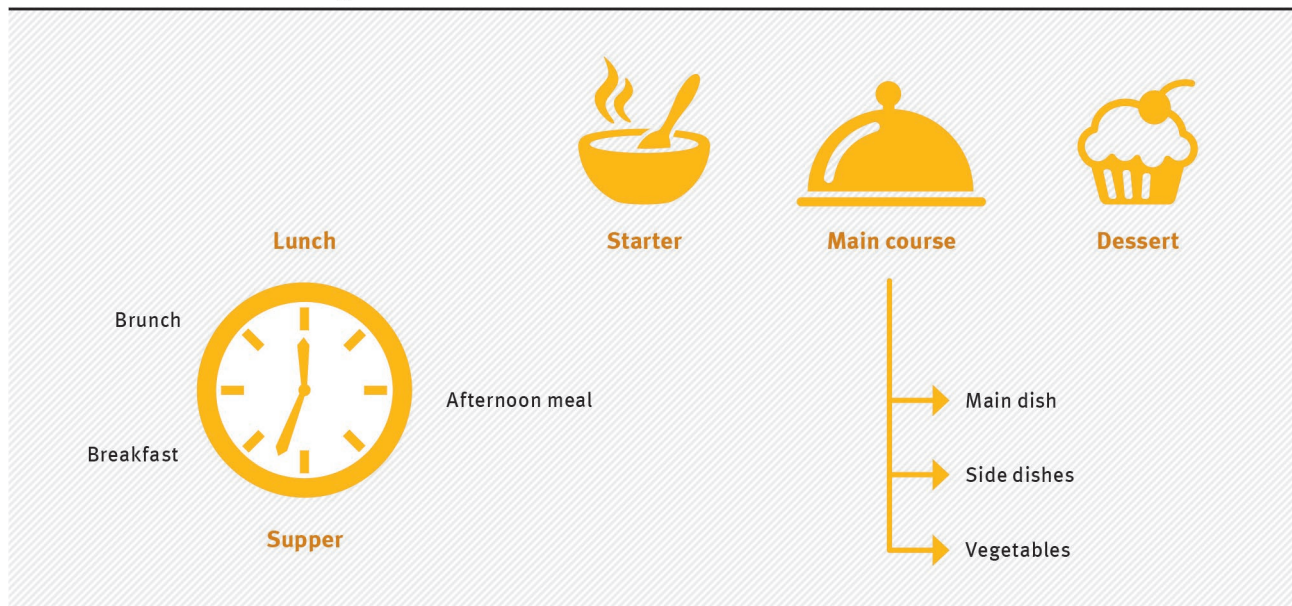 Lunch
Starter
Main course
Dessert
Brunch
Afternoon meal
Breakfast
Supper
Main dish
Side dishes
Vegetables